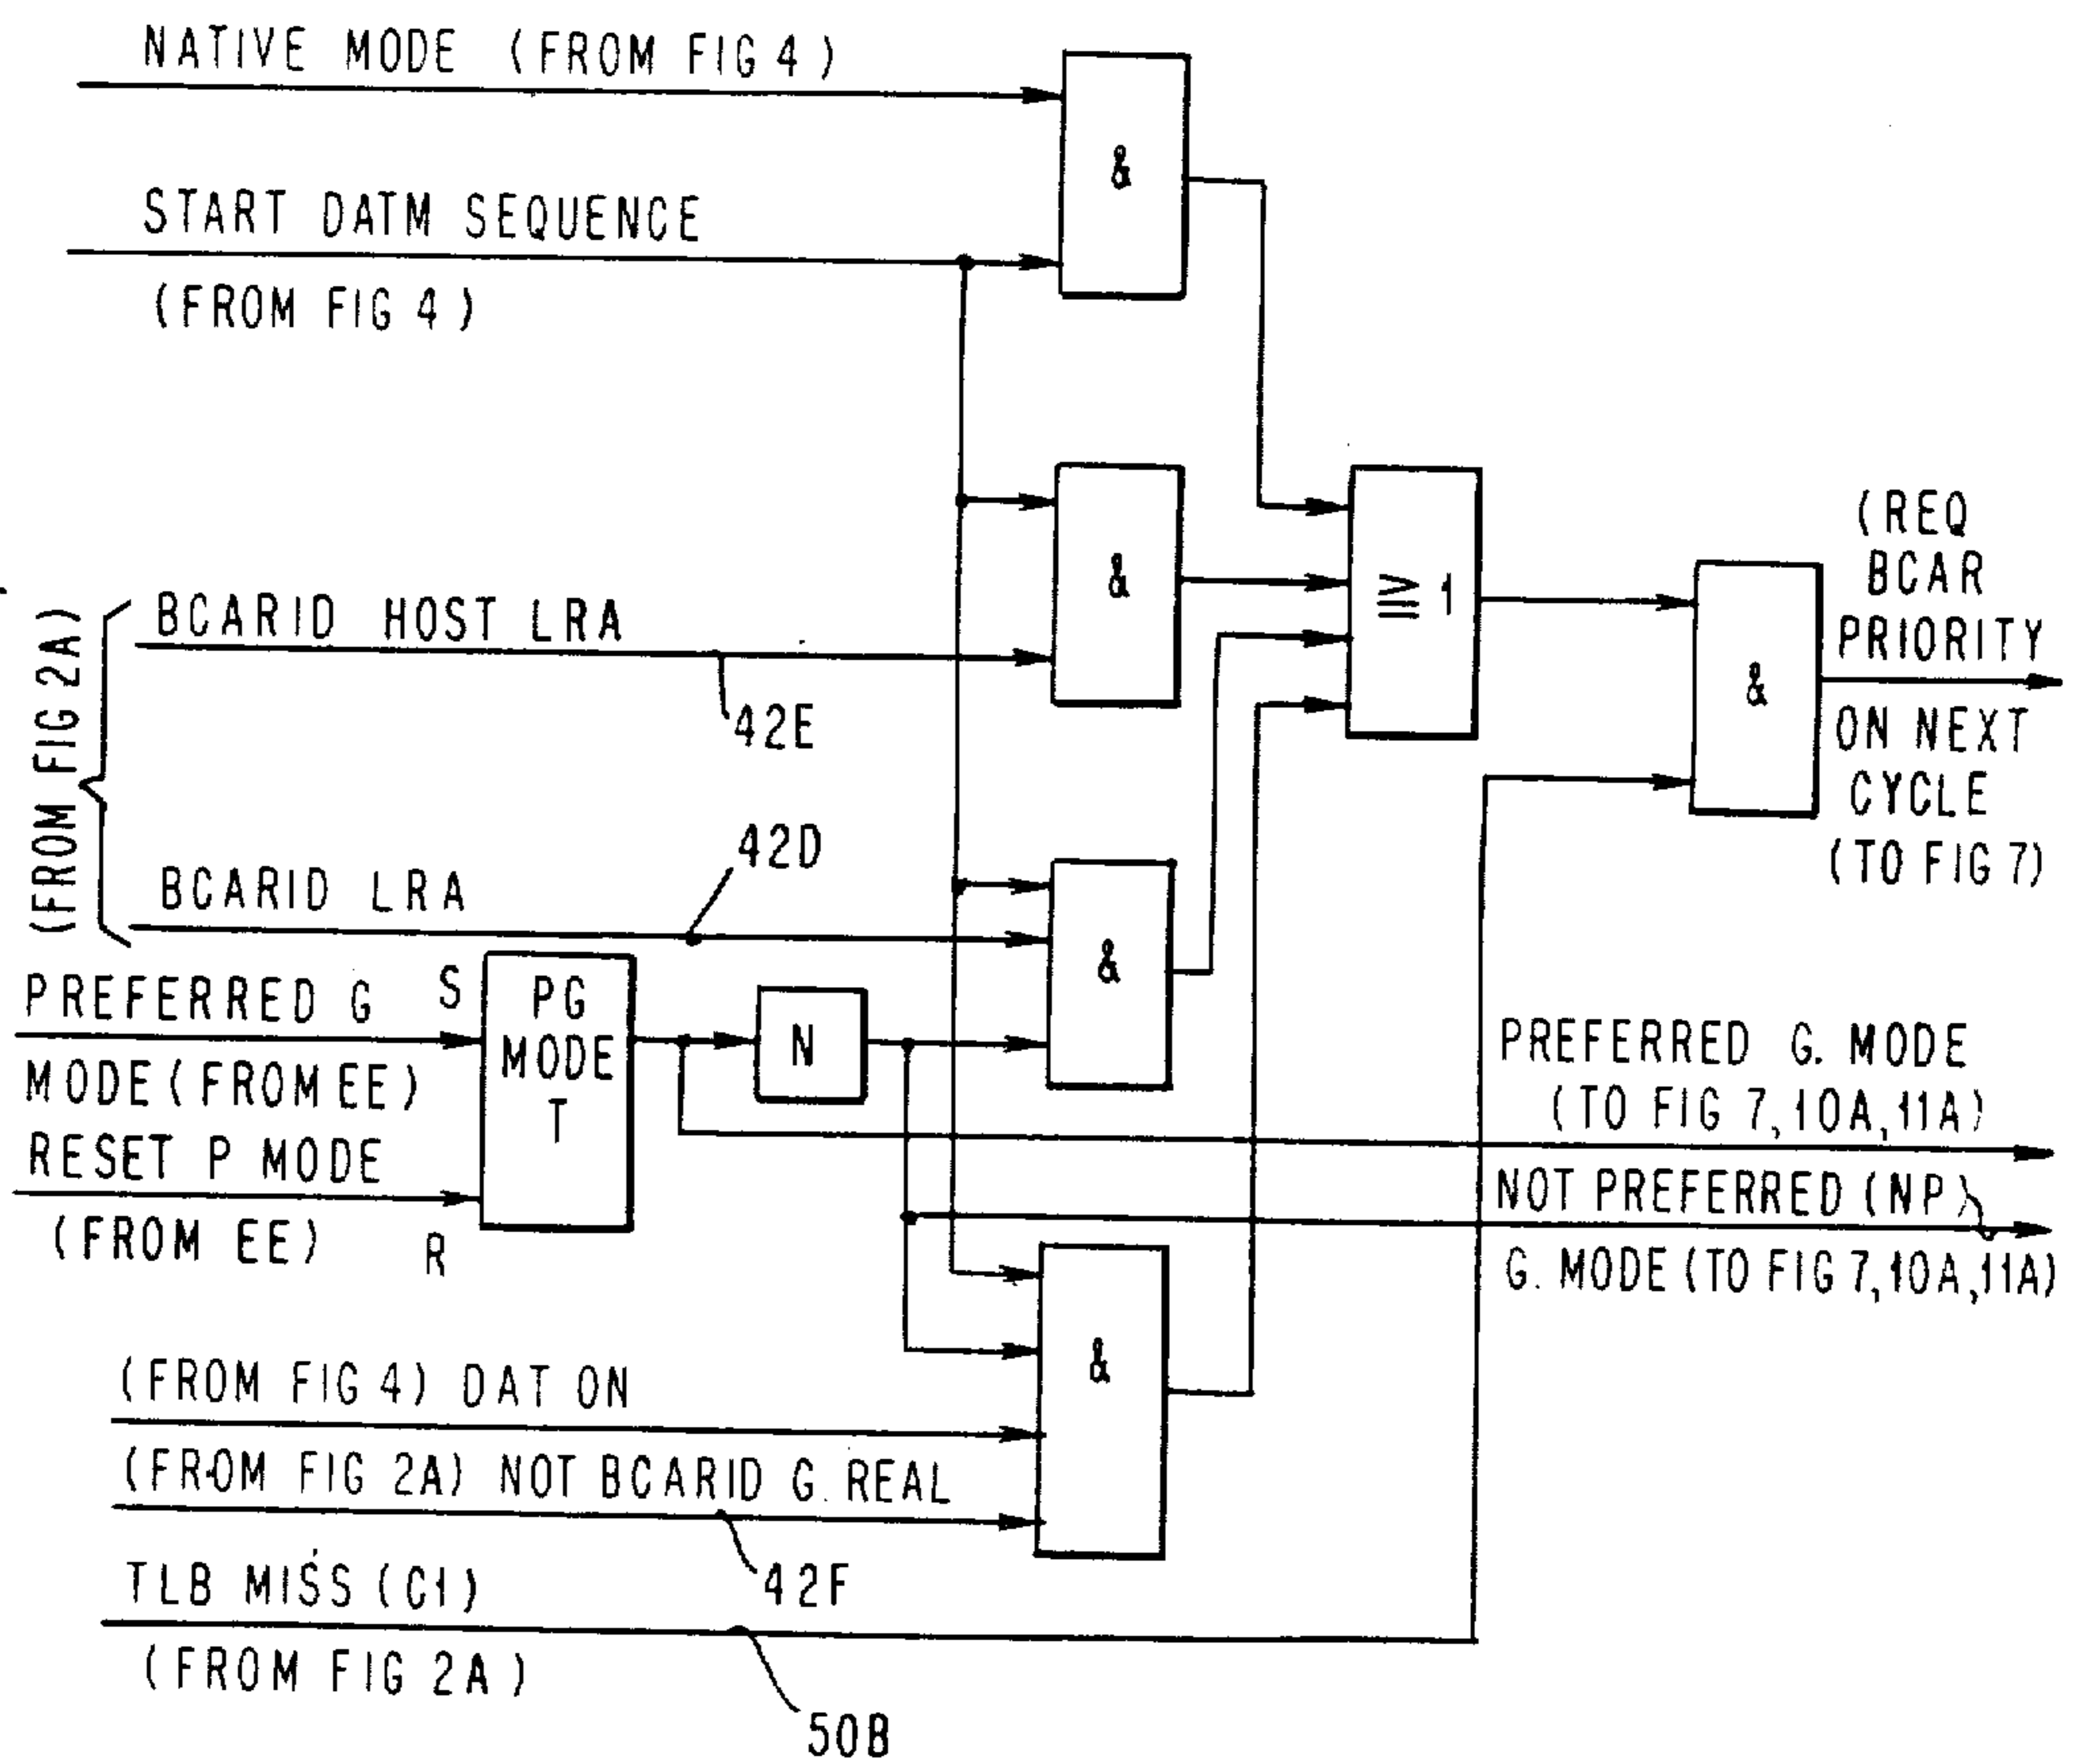 NATIVE MODE (FROM FIG 4)
&
START DATM SEQUENCE
(FROM FIG 4)
&
≧ 1
(REQ
BCAR
PRIORITY
ON NEXT
CYCLE
(TO FIG 7)
&
(FROM FIG 2A)
BCARID HOST LRA
42E
42D
BCARID LRA
&
PREFERRED G
MODE (FROM EE)
S
PG
MODE
T
N
RESET P MODE
(FROM EE)
R
PREFERRED G. MODE
(TO FIG 7, 10A, 11A)
NOT PREFERRED (NP)
G. MODE (TO FIG 7, 10A, 11A)
&
(FROM FIG 4) DAT ON
(FROM FIG 2A) NOT BCARID G. REAL
42F
TLB MISS (C1)
(FROM FIG 2A)
50B